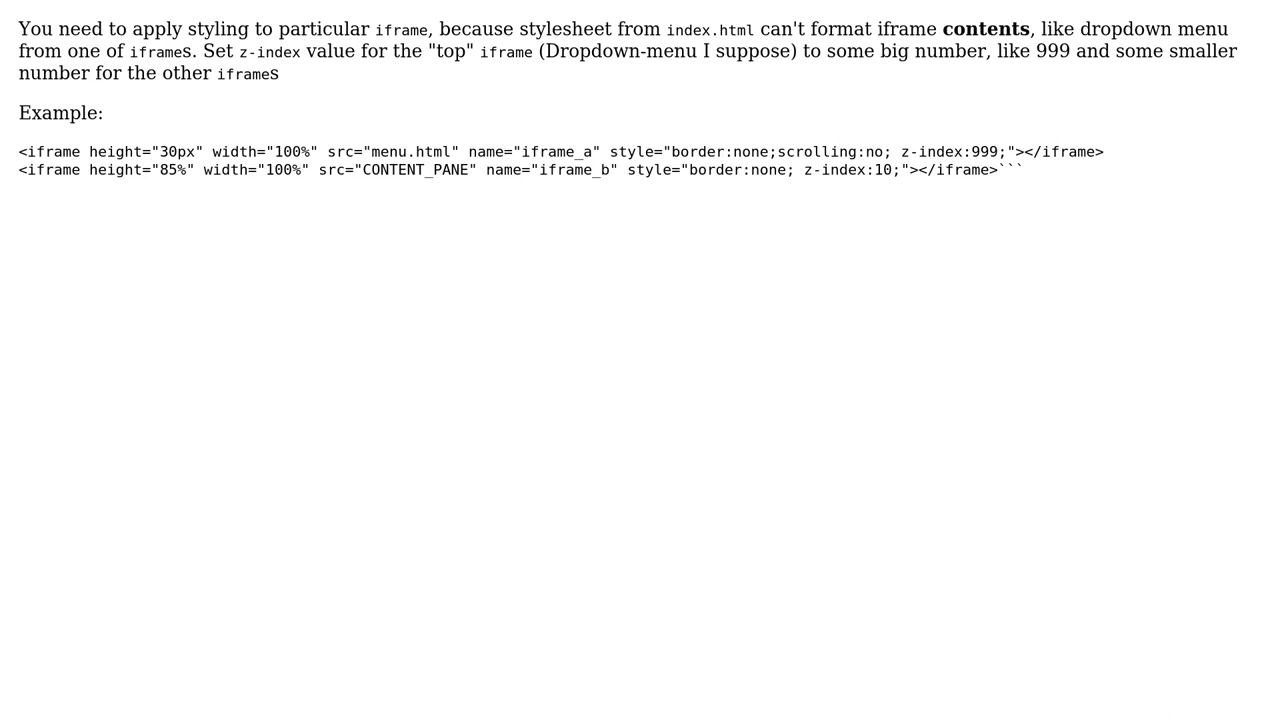 You need to apply styling to particular iframe, because stylesheet from index.html can't format iframe contents, like dropdown menu
from one of iframes. Set z-index value for the "top" iframe (Dropdown-menu I suppose) to some big number, like 999 and some smaller
number for the other iframes
Example:
<iframe height="30px" width="100%" src="menu.html" name="iframe_a" style="border:none;scrolling:no; z-index:999;"></iframe>
<iframe height="85%" width="100%" src="CONTENT_PANE" name="iframe_b" style="border:none; z-index:10;"></iframe>```